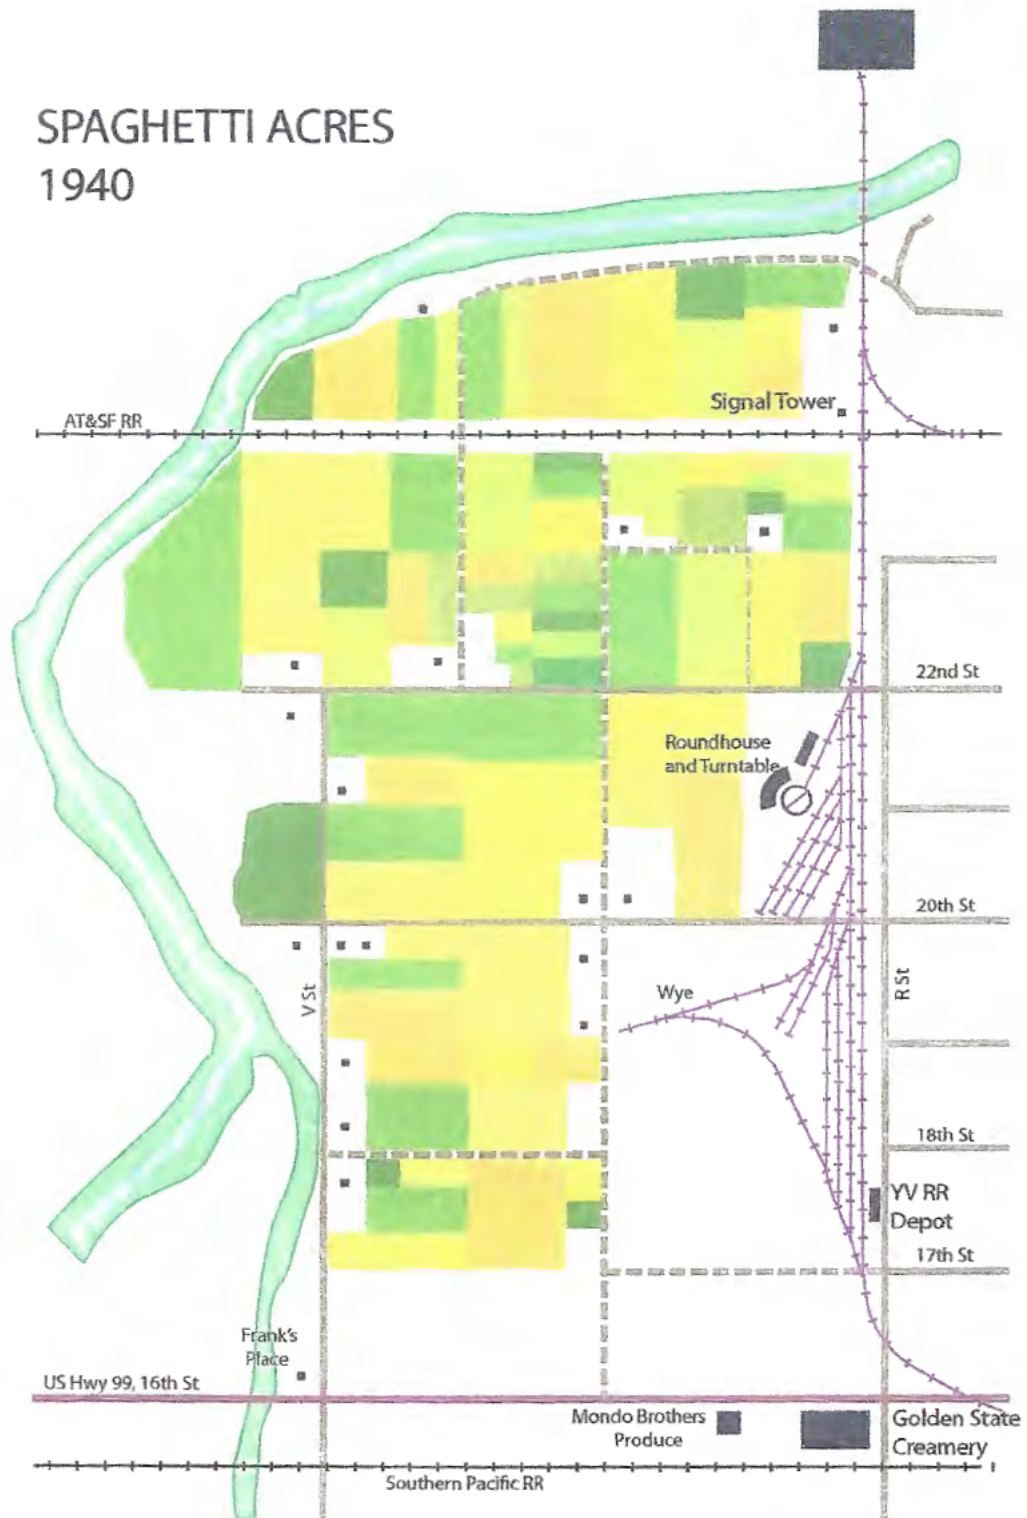 SPAGHETTI ACRES
1940
Signal Tower
AT&SF RR
22nd St
Roundhouse
and Turntable
20th St
V St
Wye
R St
18th St
YV RR
Depot
17th St
Frank's
Place
US Hwy 99, 16th St
Mondo Brothers
Produce
Golden State
Creamery
Southern Pacific RR